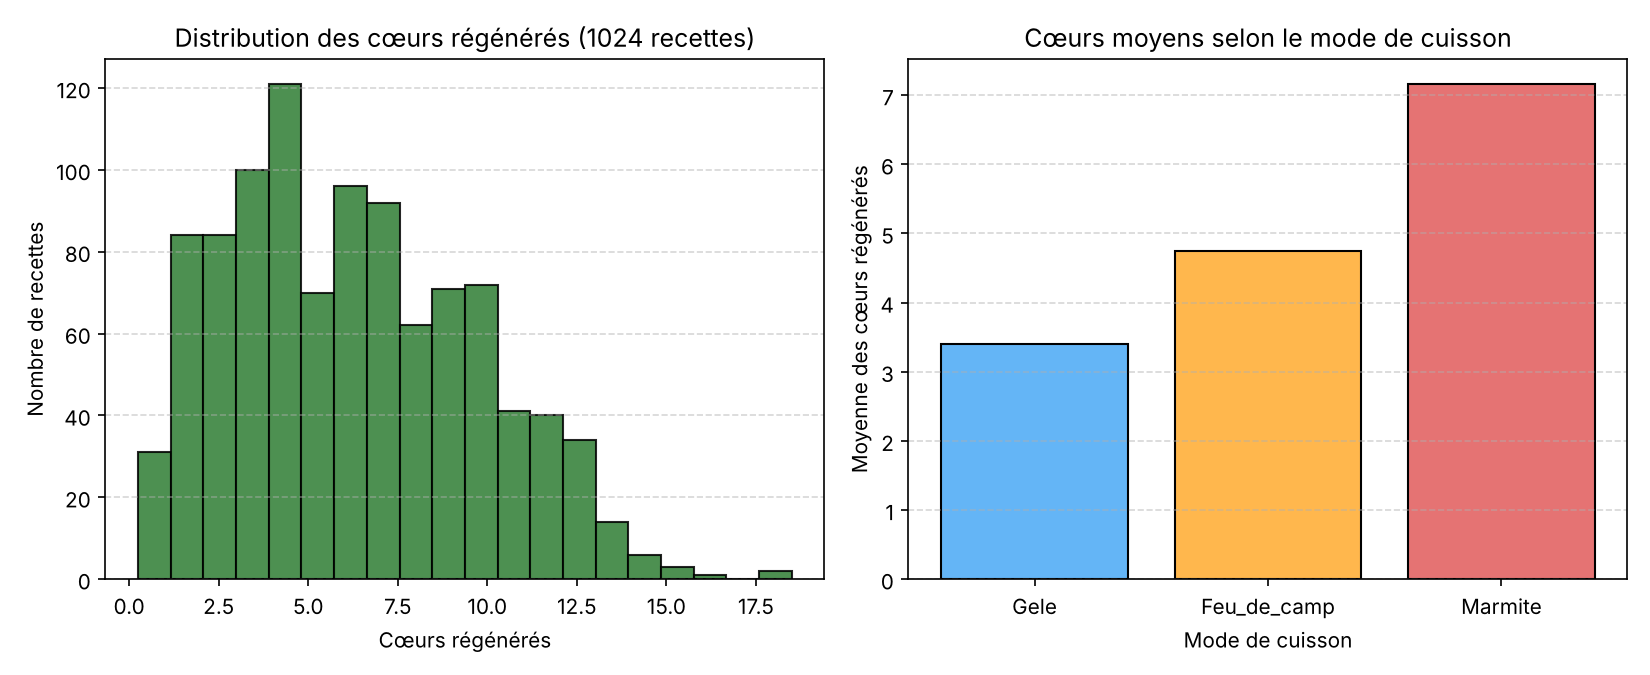 Distribution des cœurs régénérés (1024 recettes)
Nombre de recettes
120
100
80
60
40
20
0
0.0 2.5 5.0 7.5 10.0 12.5 15.0 17.5
Cœurs régénérés
Cœurs moyens selon le mode de cuisson
Moyenne des cœurs régénérés
7
6
5
4
3
2
1
0
Gele Feu_de_camp Marmite
Mode de cuisson